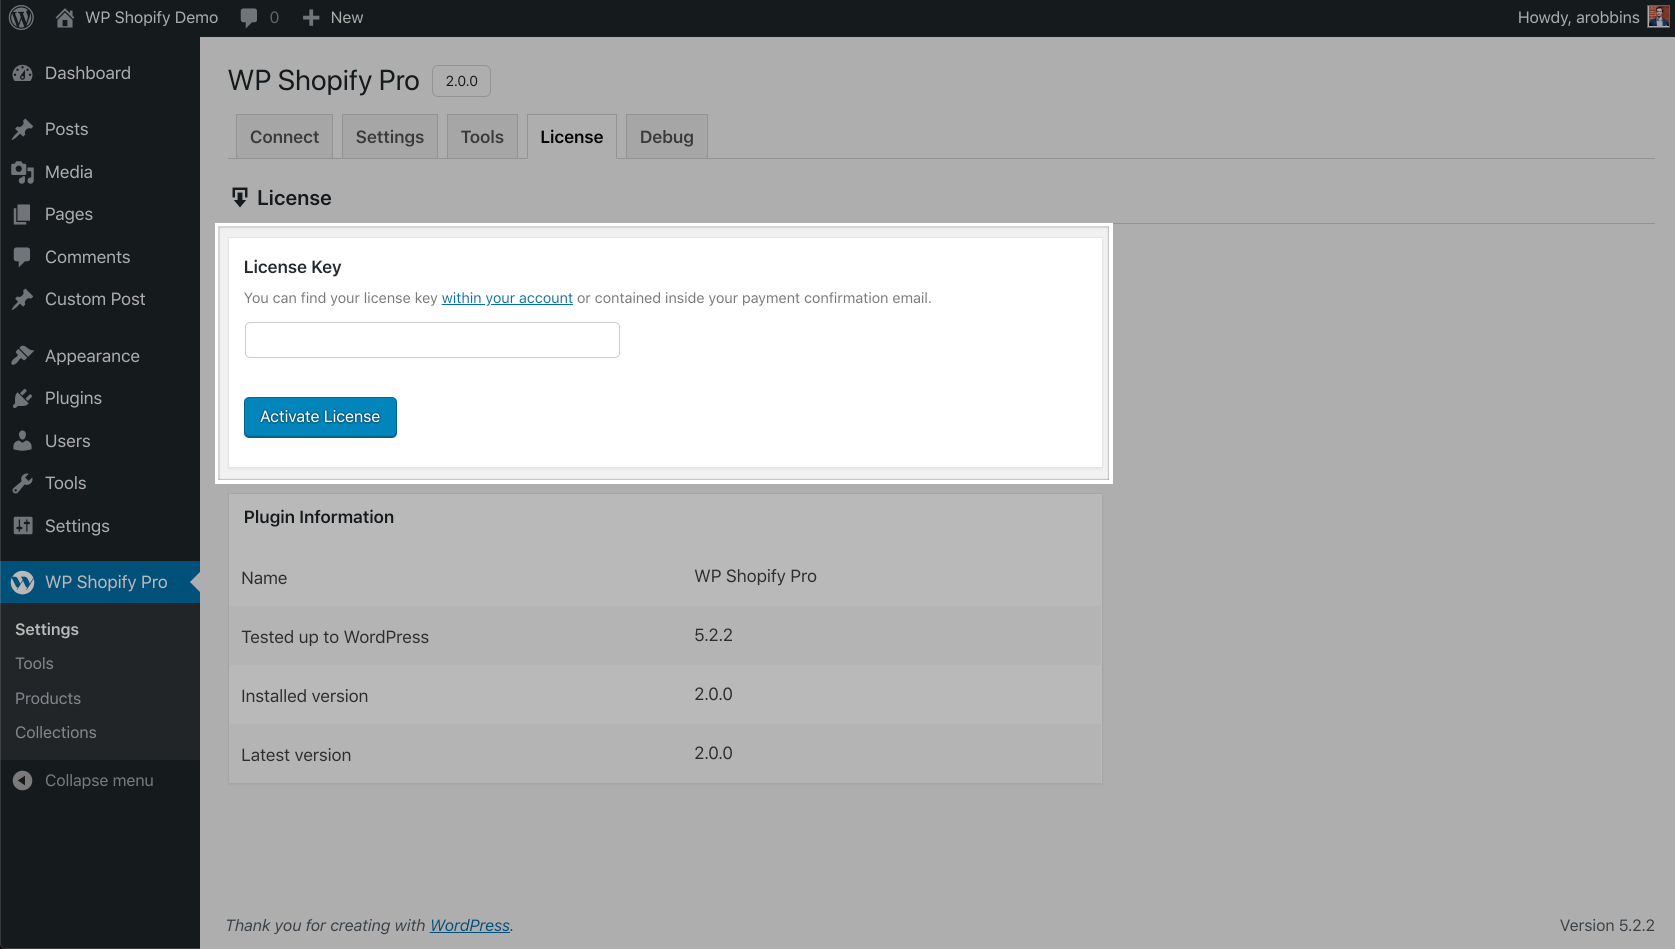 WP Shopify Demo 0 New Howdy, arobbins
Dashboard
Posts
Media
Pages
Comments
Custom Post
Appearance
Plugins
Users
Tools
Settings
WP Shopify Pro
Settings
Tools
Products
Collections
Collapse menu
WP Shopify Pro 2.0.0
Connect Settings Tools License Debug
License
License Key
You can find your license key within your account or contained inside your payment confirmation email.
Activate License
Plugin Information
Name WP Shopify Pro
Tested up to WordPress 5.2.2
Installed version 2.0.0
Latest version 2.0.0
Thank you for creating with WordPress. Version 5.2.2